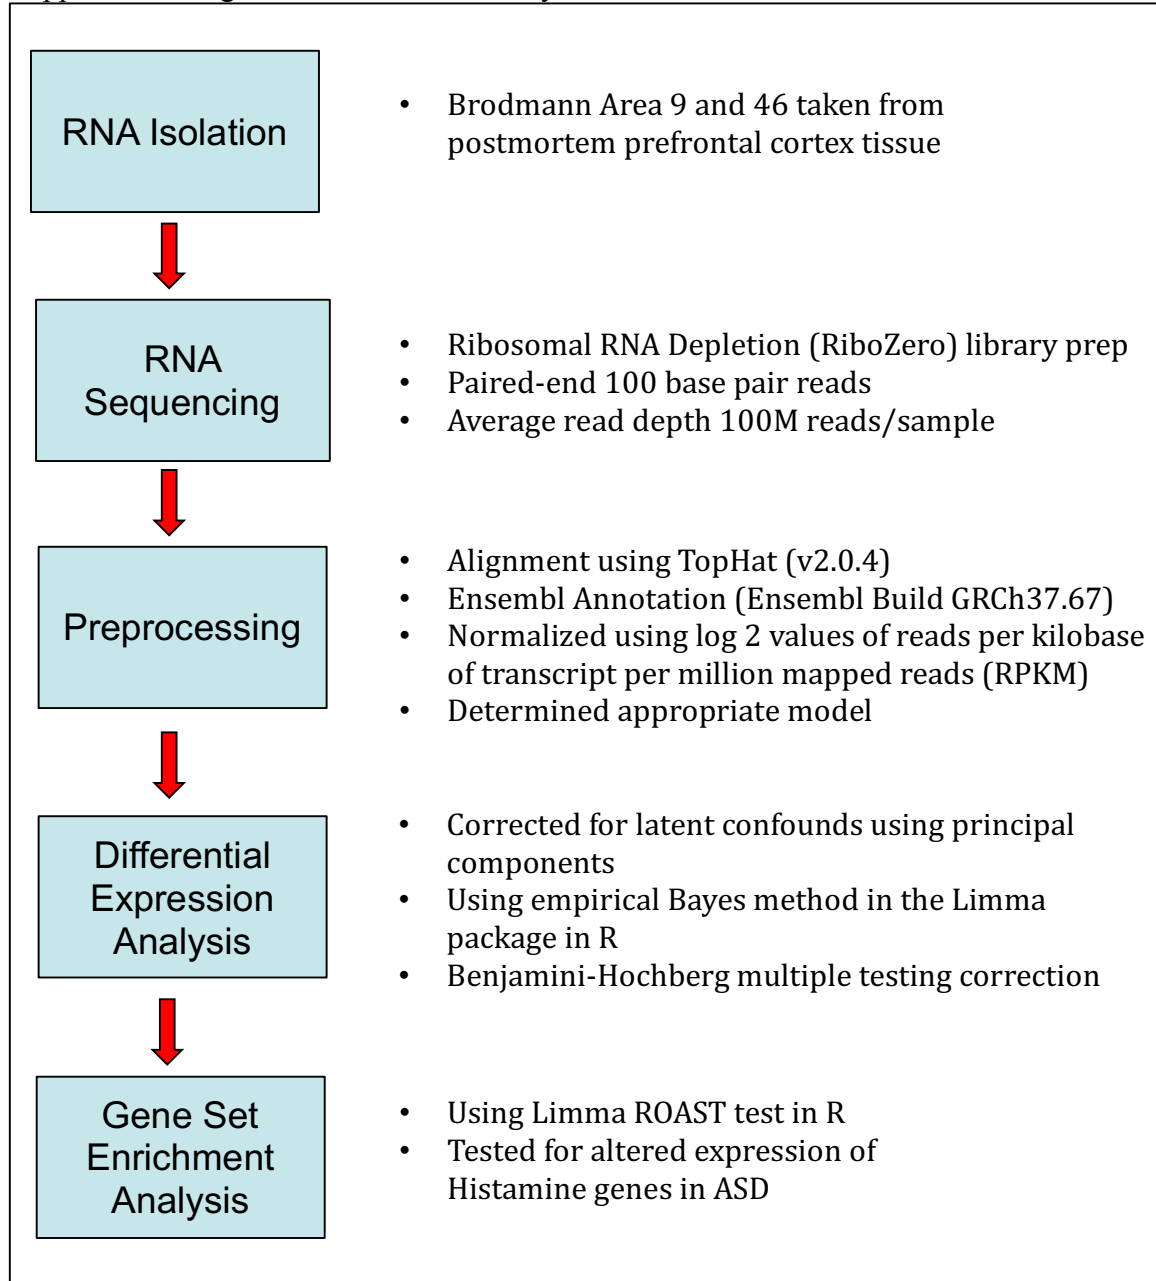 RNA Isolation
• Brodmann Area 9 and 46 taken from
postmortem prefrontal cortex tissue
RNA
Sequencing
• Ribosomal RNA Depletion (RiboZero) library prep
• Paired-end 100 base pair reads
• Average read depth 100M reads/sample
Preprocessing
• Alignment using TopHat (v2.0.4)
• Ensembl Annotation (Ensembl Build GRCh37.67)
• Normalized using log 2 values of reads per kilobase
of transcript per million mapped reads (RPKM)
• Determined appropriate model
Differential
Expression
Analysis
• Corrected for latent confounds using principal
components
• Using empirical Bayes method in the Limma
package in R
• Benjamini-Hochberg multiple testing correction
Gene Set
Enrichment
Analysis
• Using Limma ROAST test in R
• Tested for altered expression of
Histamine genes in ASD